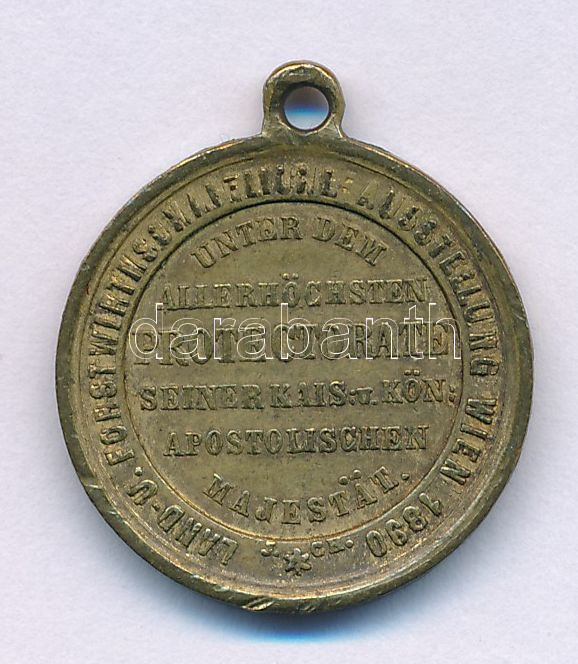 LAND-U. FORSTWIRTHSCHAFTLICHE-AUSSTELLUNG WIEN 1890
UNTER DEM
ALLERHÖCHSTEN
PROTECTORATE
SEINER KAIS: u. KÖN:
APOSTOLISCHEN
MAJESTÄT.
J. CH.
darabanth